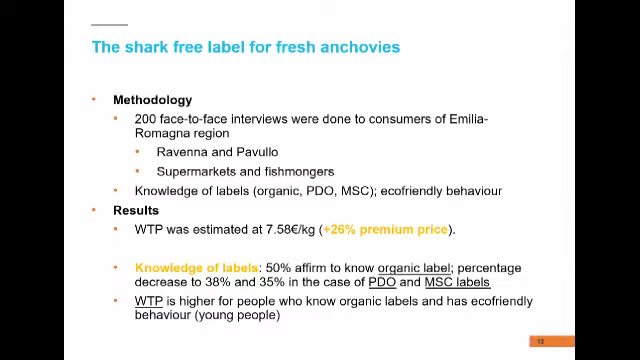 The shark free label for fresh anchovies
• Methodology
• 200 face-to-face interviews were done to consumers of Emilia-
Romagna region
• Ravenna and Pavullo
• Supermarkets and fishmongers
• Knowledge of labels (organic, PDO, MSC); ecofriendly behaviour
• Results
• WTP was estimated at 7.58€/kg (+26% premium price).
• Knowledge of labels: 50% affirm to know organic label; percentage
decrease to 38% and 35% in the case of PDO and MSC labels
• WTP is higher for people who know organic labels and has ecofriendly
behaviour (young people)
12